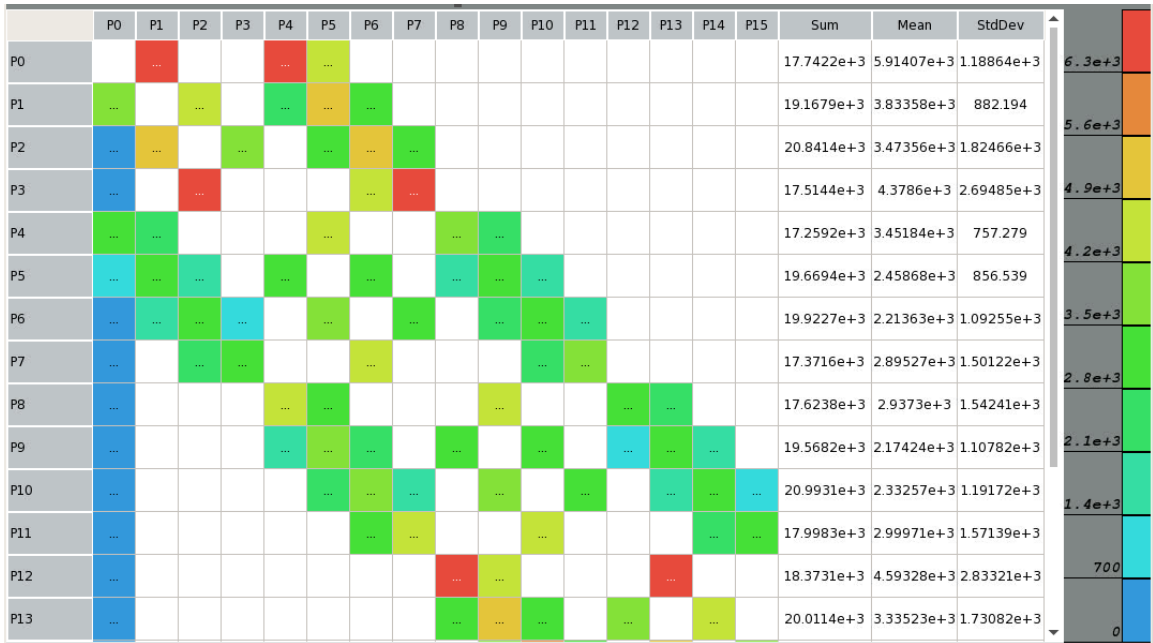 P0 P1 P2 P3 P4 P5 P6 P7 P8 P9 P10 P11 P12 P13 P14 P15 Sum Mean StdDev
P0 ... ... ... 17.7422e+3 5.91407e+3 1.18864e+3
P1 ... ... ... ... ... 19.1679e+3 3.83358e+3 882.194
P2 ... ... ... ... ... ... 20.8414e+3 3.47356e+3 1.82466e+3
P3 ... ... ... ... 17.5144e+3 4.3786e+3 2.69485e+3
P4 ... ... ... ... ... 17.2592e+3 3.45184e+3 757.279
P5 ... ... ... ... ... ... ... ... 19.6694e+3 2.45868e+3 856.539
P6 ... ... ... ... ... ... ... ... ... 19.9227e+3 2.21363e+3 1.09255e+3
P7 ... ... ... ... ... ... 17.3716e+3 2.89527e+3 1.50122e+3
P8 ... ... ... ... ... ... 17.6238e+3 2.9373e+3 1.54241e+3
P9 ... ... ... ... ... ... ... ... ... 19.5682e+3 2.17424e+3 1.10782e+3
P10 ... ... ... ... ... ... ... ... ... 20.9931e+3 2.33257e+3 1.19172e+3
P11 ... ... ... ... ... ... 17.9983e+3 2.99971e+3 1.57139e+3
P12 ... ... ... ... 18.3731e+3 4.59328e+3 2.83321e+3
P13 ... ... ... ... ... ... 20.0114e+3 3.33523e+3 1.73082e+3
6.3e+3
5.6e+3
4.9e+3
4.2e+3
3.5e+3
2.8e+3
2.1e+3
1.4e+3
700
0